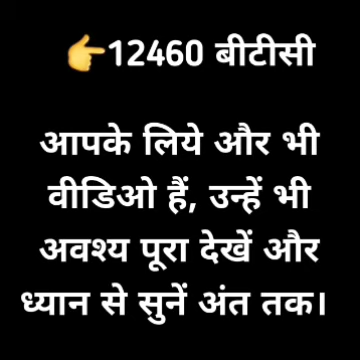 👉12460 बीटीसी
आपके लिये और भी
वीडिओ हैं, उन्हें भी
अवश्य पूरा देखें और
ध्यान से सुनें अंत तक।